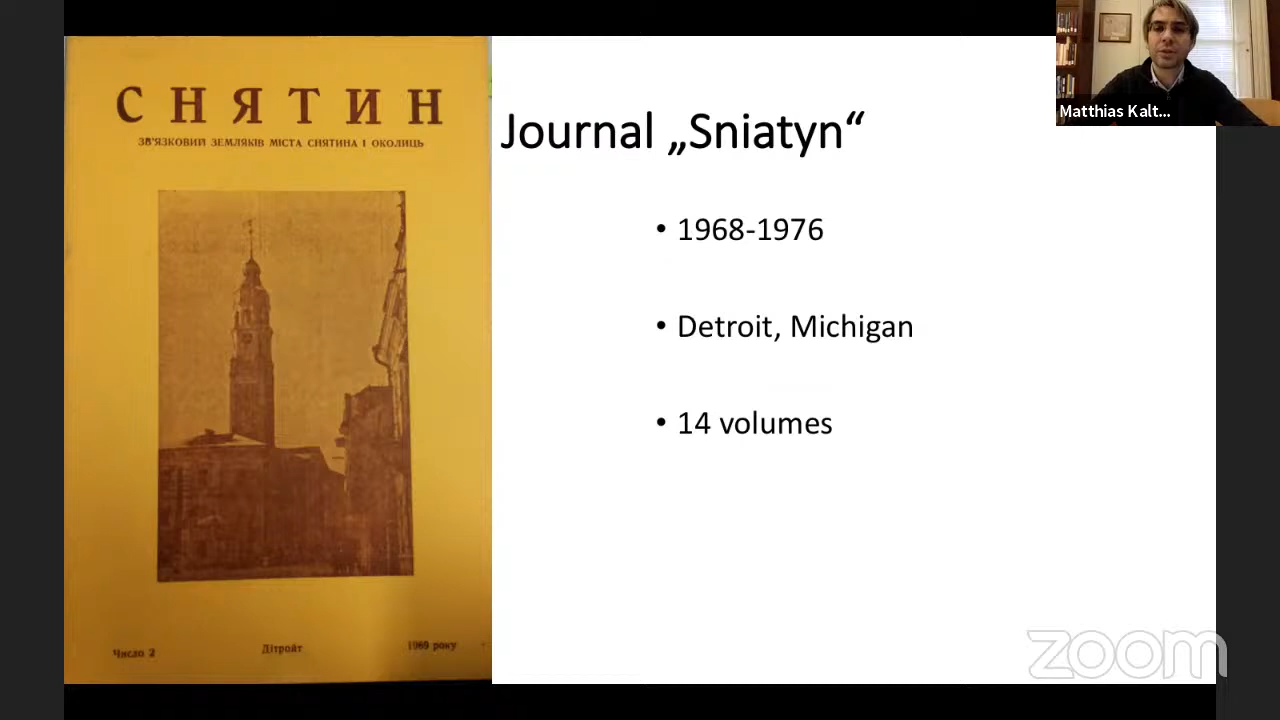 СНЯТИН
ЗВ'ЯЗКОВИЙ ЗЕМЛЯКІВ МІСТА СНЯТИНА І ОКОЛИЦЬ
Число 2 Дітройт 1969 року
Journal „Sniatyn“
• 1968-1976
• Detroit, Michigan
• 14 volumes
Matthias Kalt...
zoom